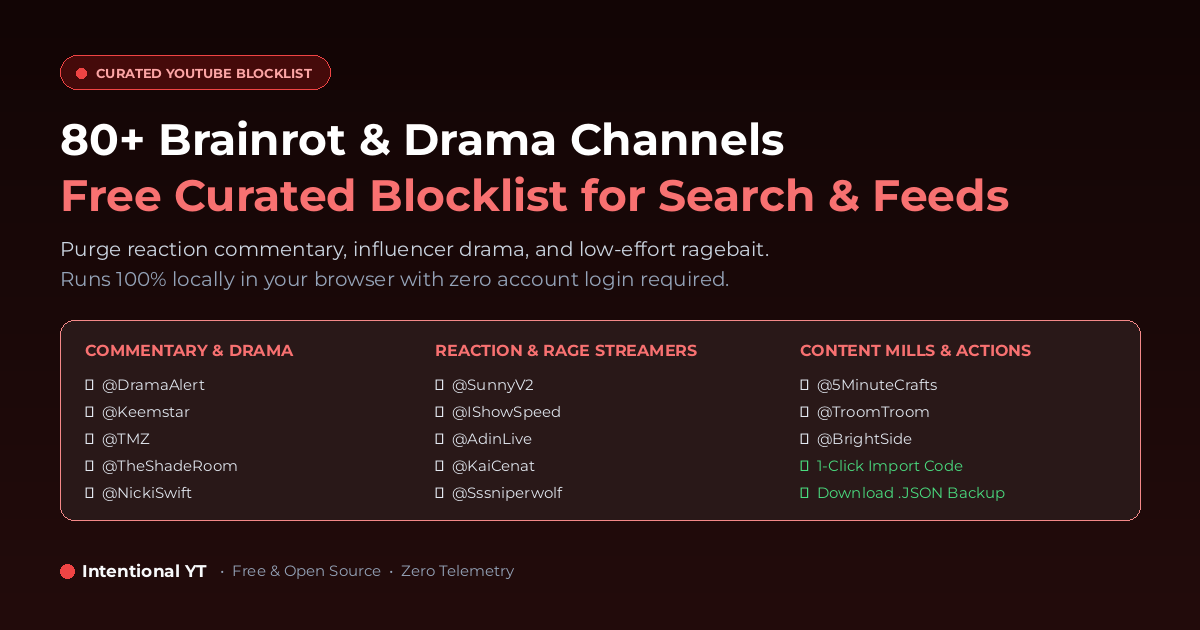 CURATED YOUTUBE BLOCKLIST
80+ Brainrot & Drama Channels
Free Curated Blocklist for Search & Feeds
Purge reaction commentary, influencer drama, and low-effort ragebait.
Runs 100% locally in your browser with zero account login required.
COMMENTARY & DRAMA
@DramaAlert
@Keemstar
@TMZ
@TheShadeRoom
@NickiSwift
REACTION & RAGE STREAMERS
@SunnyV2
@IShowSpeed
@AdinLive
@KaiCenat
@Sssniperwolf
CONTENT MILLS & ACTIONS
@5MinuteCrafts
@TroomTroom
@BrightSide
1-Click Import Code
Download .JSON Backup
Intentional YT · Free & Open Source · Zero Telemetry